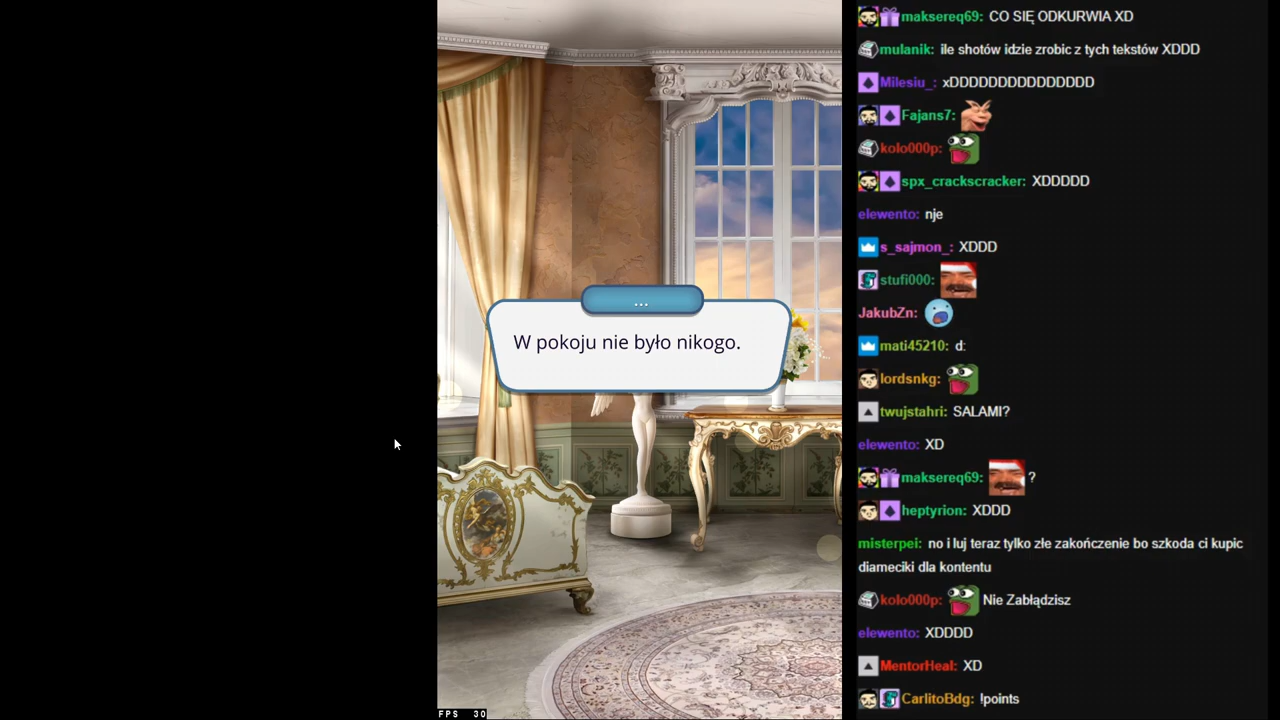 ...
W pokoju nie było nikogo.
FPS 30
maksereq69: CO SIĘ ODKURWIA XD
mulanik: ile shotów idzie zrobic z tych tekstów XDDD
Milesiu_: xDDDDDDDDDDDDDDD
Fajans7:
kolo000p:
spx_crackscracker: XDDDDD
elewento: nje
s_sajmon_: XDDD
stufi000:
JakubZn:
mati45210: d:
lordsnkg:
twujstahri: SALAMI?
elewento: XD
maksereq69: ?
heptyrion: XDDD
misterpei: no i luj teraz tylko złe zakończenie bo szkoda ci kupic
diameciki dla kontentu
kolo000p: Nie Zabłądzisz
elewento: XDDDD
MentorHeal: XD
CarlitoBdg: !points